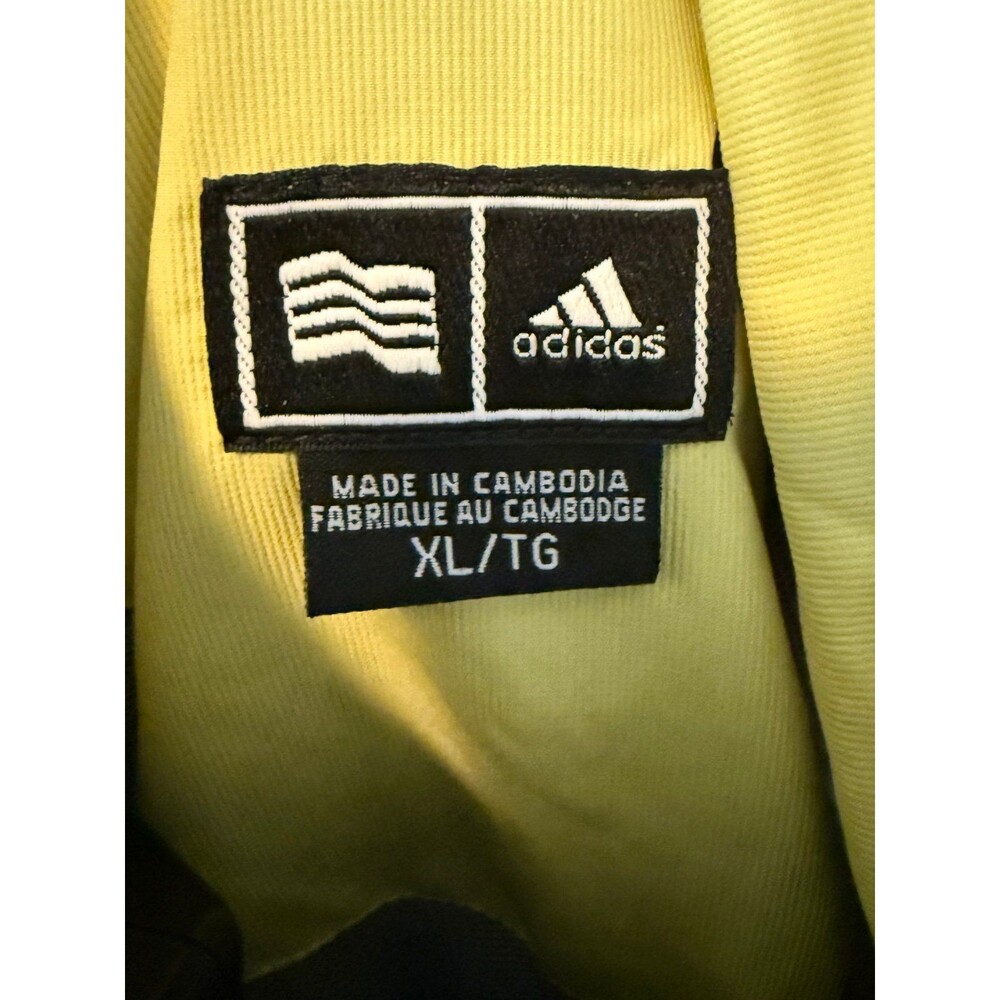 adidas
MADE IN CAMBODIA
FABRIQUE AU CAMBODGE
XL/TG